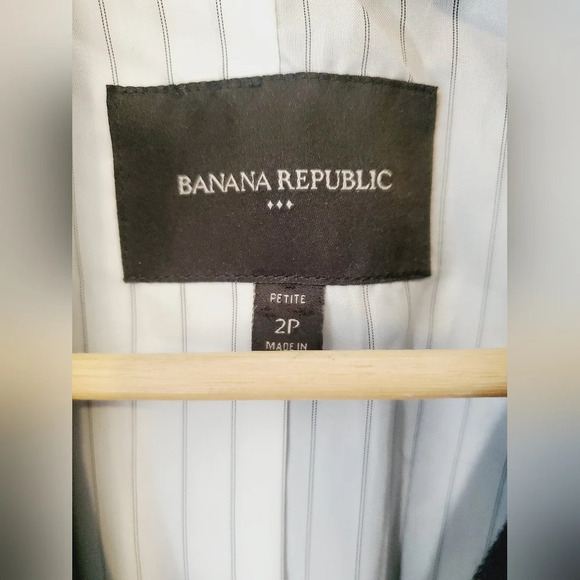 BANANA REPUBLIC
PETITE
2P
MADE IN